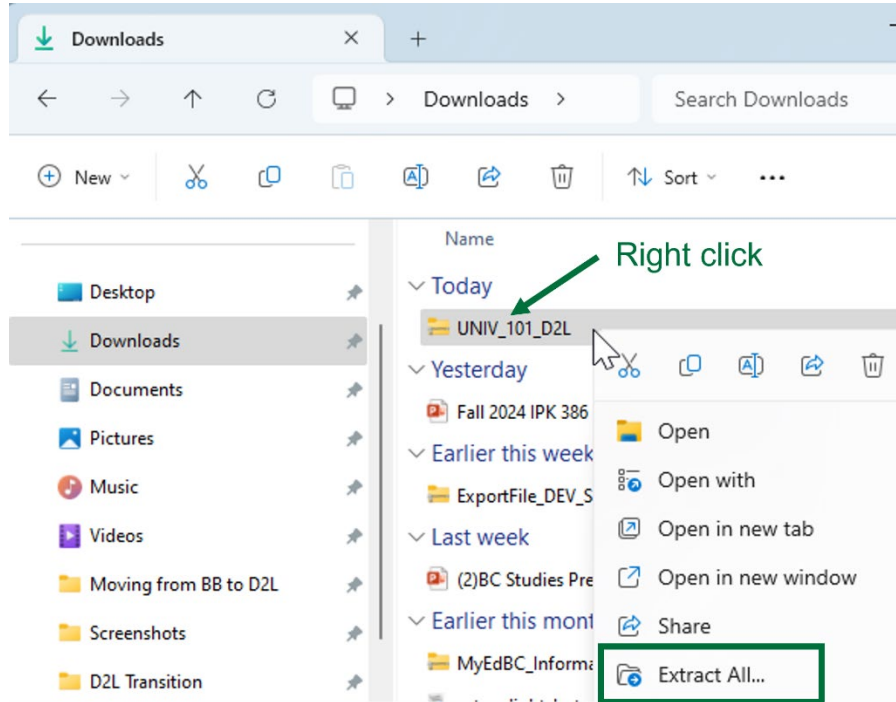 Downloads
Downloads
Search Downloads
New
Sort
Name
Right click
Today
Desktop
UNIV_101_D2L
Downloads
Yesterday
Documents
Fall 2024 IPK 386
Open
Pictures
Earlier this week
Open with
Music
ExportFile_DEV_S
Open in new tab
Videos
Last week
Open in new window
Moving from BB to D2L
(2)BC Studies Pre
Share
Screenshots
Earlier this mont
Extract All...
D2L Transition
MyEdBC_Informa